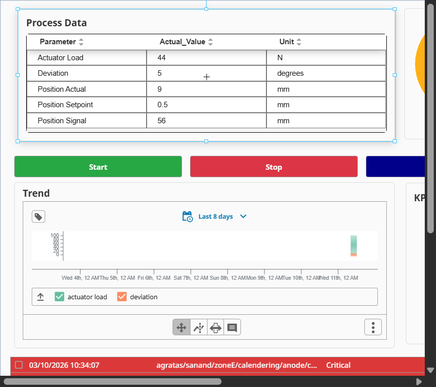 Process Data
Parameter Actual_Value Unit
Actuator Load 44 N
Deviation 5 degrees
Position Actual 9 mm
Position Setpoint 0.5 mm
Position Signal 56 mm
Start Stop
Trend
KP
Last 8 days
100
0
Wed 4th, 12 AM Thu 5th, 12 AM Fri 6th, 12 AM Sat 7th, 12 AM Sun 8th, 12 AM Mon 9th, 12 AM Tue 10th, 12 AM Wed 11th, 12 AM
actuator load deviation
03/10/2026 10:34:07 agratas/sanand/zoneE/calendering/anode/c... Critical